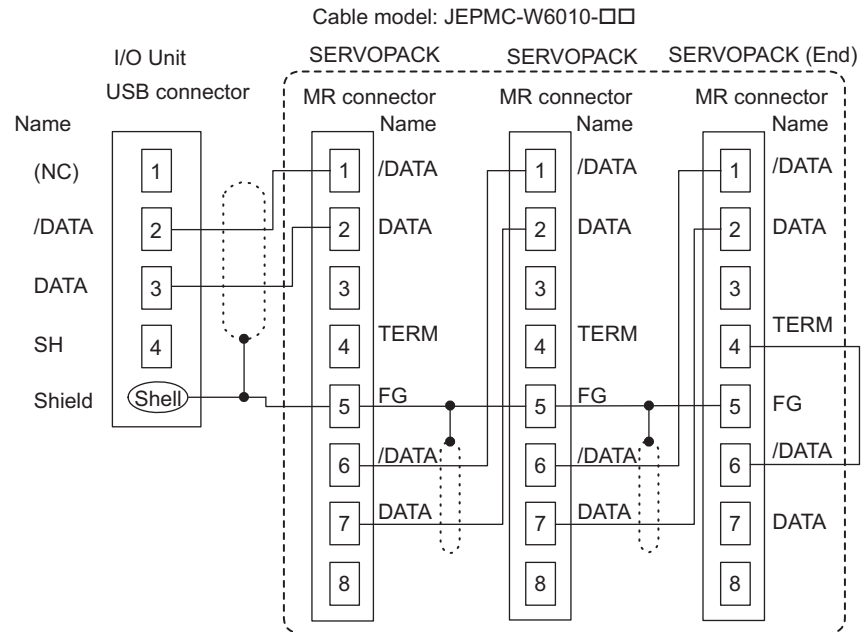 Cable model: JEPMC-W6010-□□
I/O Unit
USB connector
Name
(NC)
/DATA
DATA
SH
Shield
1
2
3
4
Shell
SERVOPACK
MR connector
Name
1 /DATA
2 DATA
3
4 TERM
5 FG
6 /DATA
7 DATA
8
SERVOPACK
MR connector
Name
1 /DATA
2 DATA
3
4 TERM
5 FG
6 /DATA
7 DATA
8
SERVOPACK (End)
MR connector
Name
1 /DATA
2 DATA
3
4 TERM
5 FG
6 /DATA
7 DATA
8